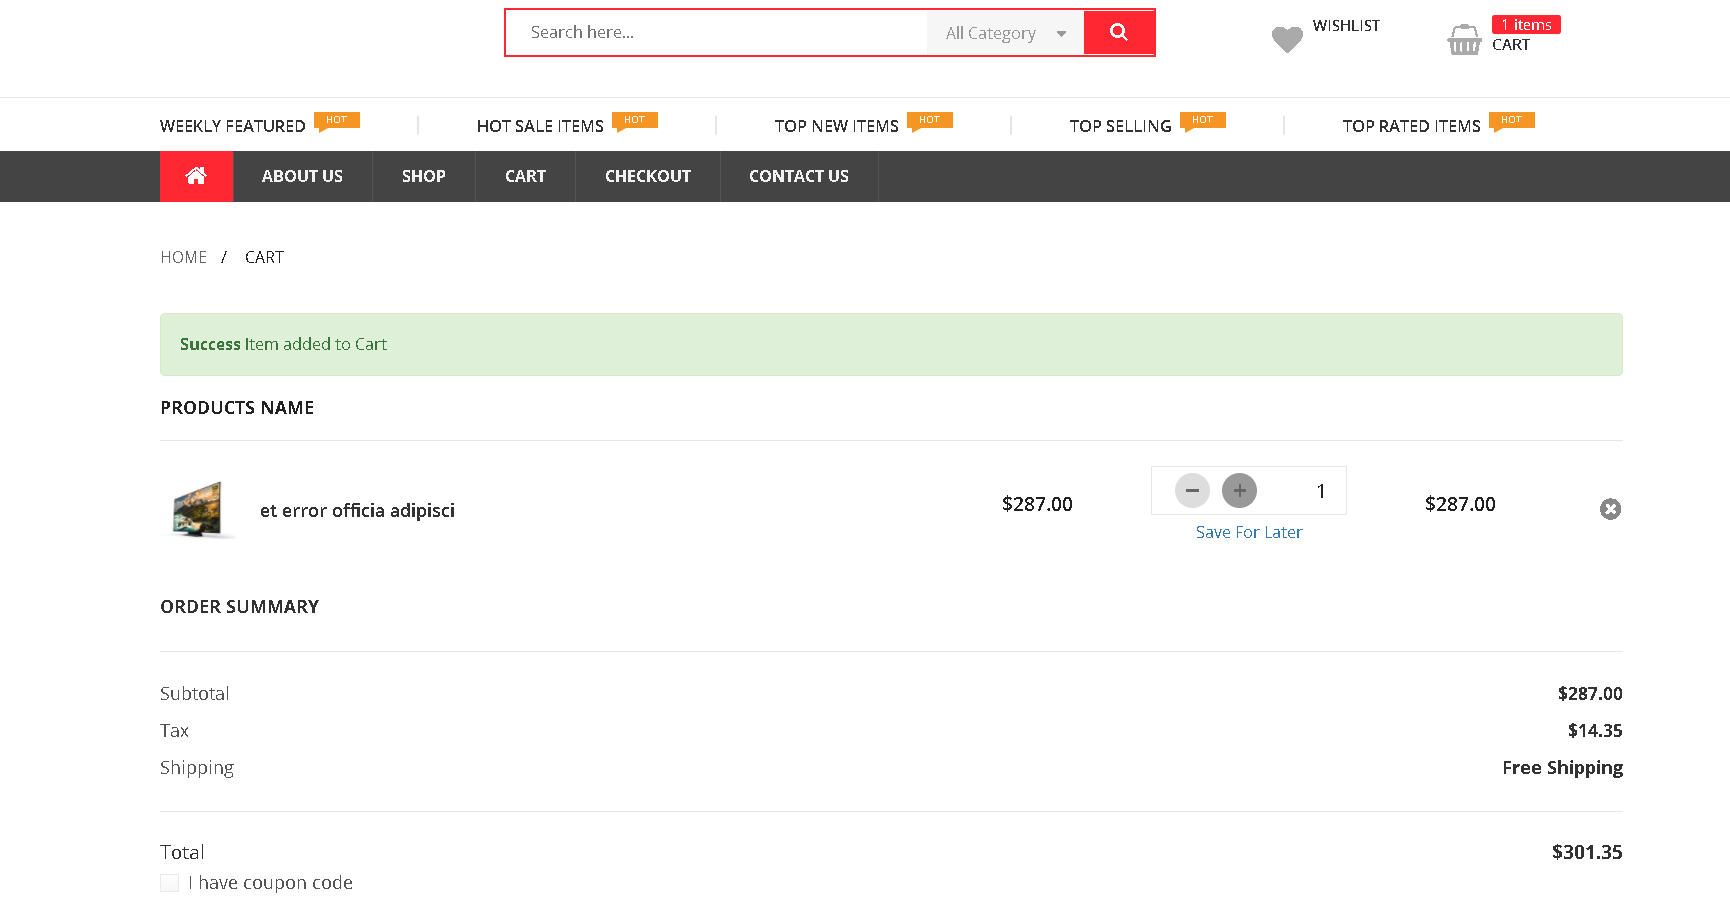 Search here...
All Category
WISHLIST
1 items
CART
WEEKLY FEATURED HOT
HOT SALE ITEMS HOT
TOP NEW ITEMS HOT
TOP SELLING HOT
TOP RATED ITEMS HOT
ABOUT US
SHOP
CART
CHECKOUT
CONTACT US
HOME / CART
Success Item added to Cart
PRODUCTS NAME
et error officia adipisci
$287.00
1
$287.00
Save For Later
ORDER SUMMARY
Subtotal $287.00
Tax $14.35
Shipping Free Shipping
Total $301.35
I have coupon code